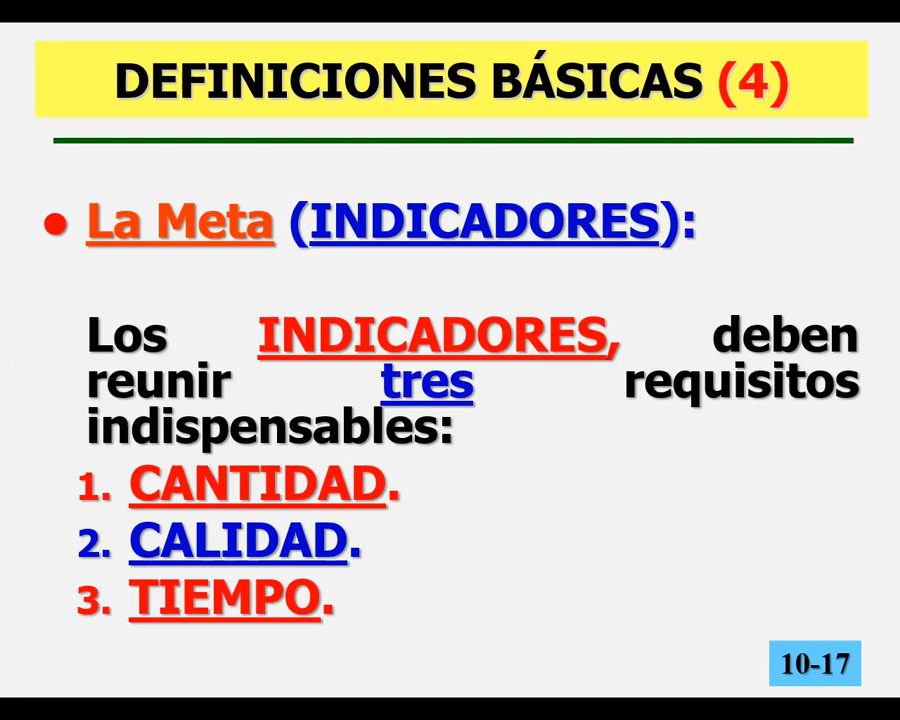 DEFINICIONES BÁSICAS (4)
● La Meta (INDICADORES):
Los INDICADORES, deben
reunir tres requisitos
indispensables:
1. CANTIDAD.
2. CALIDAD.
3. TIEMPO.
10-17